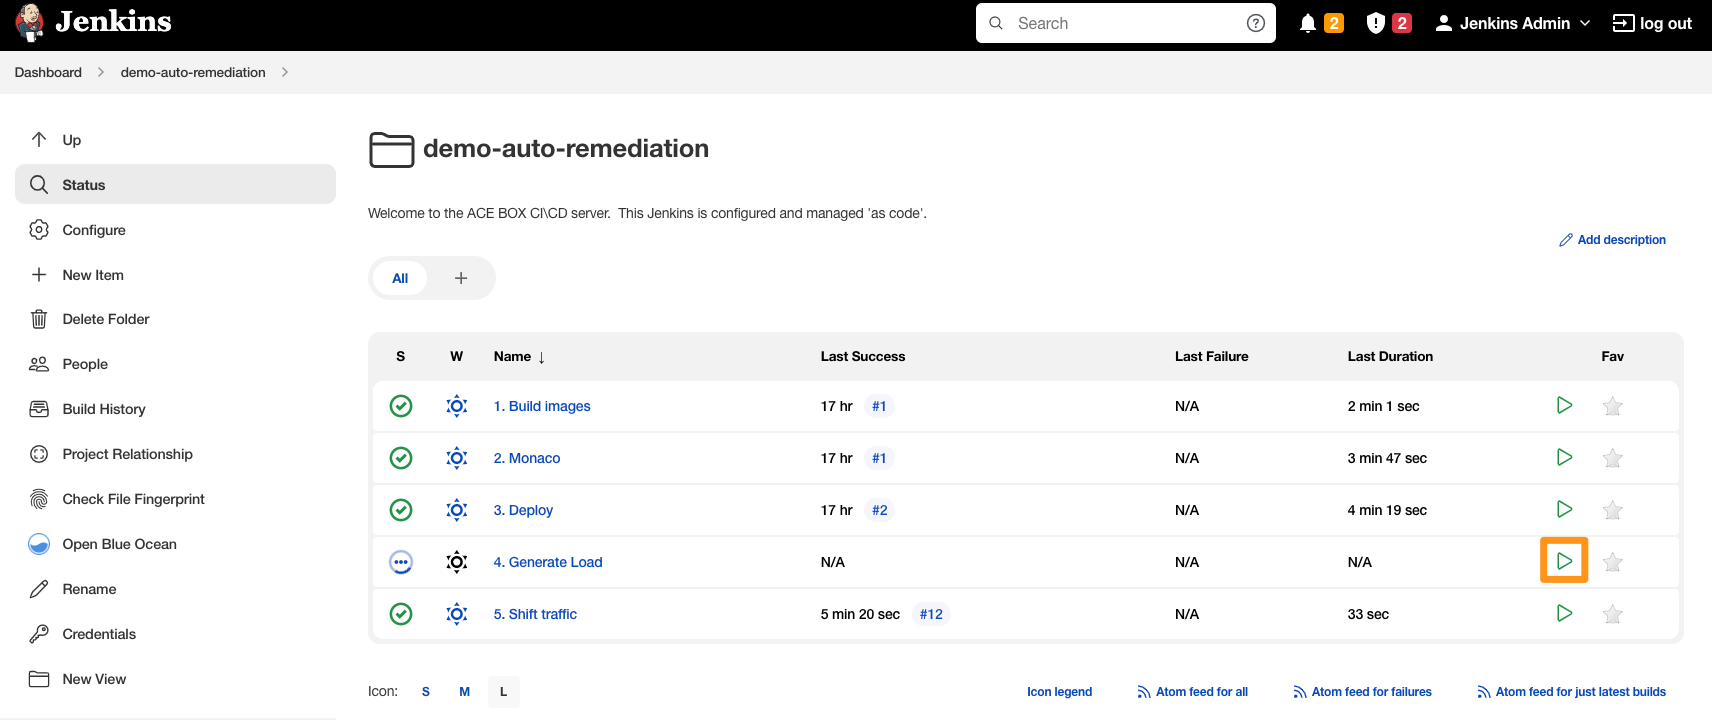 Jenkins
Search
2
2
Jenkins Admin
log out
Dashboard
demo-auto-remediation
Up
Status
Configure
New Item
Delete Folder
People
Build History
Project Relationship
Check File Fingerprint
Open Blue Ocean
Rename
Credentials
New View
demo-auto-remediation
Welcome to the ACE BOX CI\CD server.  This Jenkins is configured and managed 'as code'.
Add description
All +
S W Name ↓ Last Success Last Failure Last Duration Fav
1. Build images 17 hr #1 N/A 2 min 1 sec
2. Monaco 17 hr #1 N/A 3 min 47 sec
3. Deploy 17 hr #2 N/A 4 min 19 sec
4. Generate Load N/A N/A N/A
5. Shift traffic 5 min 20 sec #12 N/A 33 sec
Icon: S M L
Icon legend
Atom feed for all
Atom feed for failures
Atom feed for just latest builds